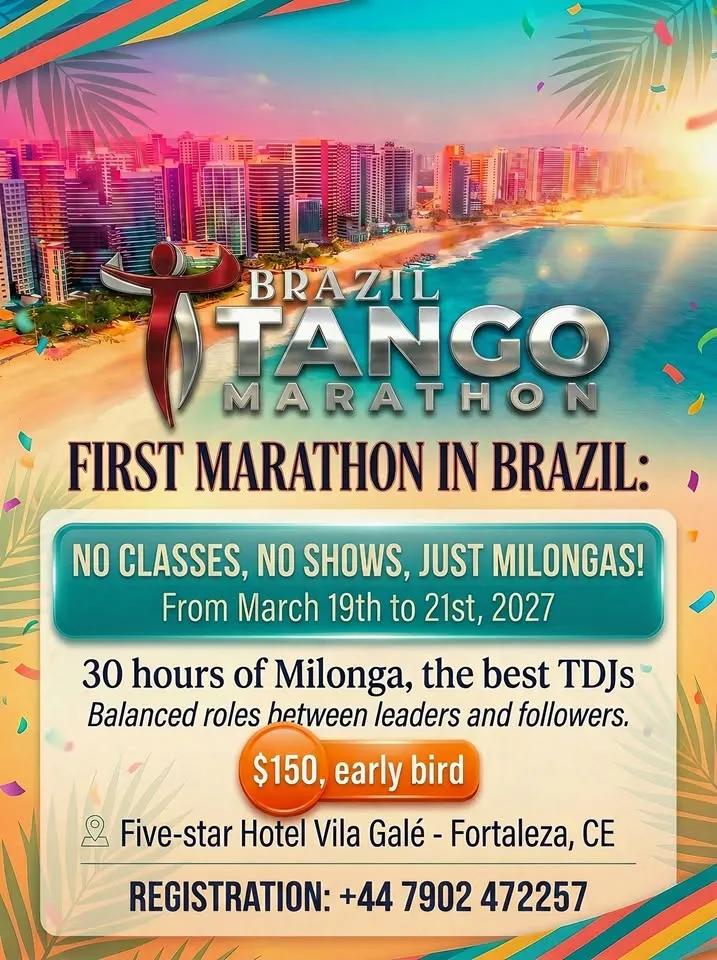 BRAZIL
TANGO
MARATHON
FIRST MARATHON IN BRAZIL:
NO CLASSES, NO SHOWS, JUST MILONGAS!
From March 19th to 21st, 2027
30 hours of Milonga, the best TDJs
Balanced roles between leaders and followers.
$150, early bird
Five-star Hotel Vila Galé - Fortaleza, CE
REGISTRATION: +44 7902 472257